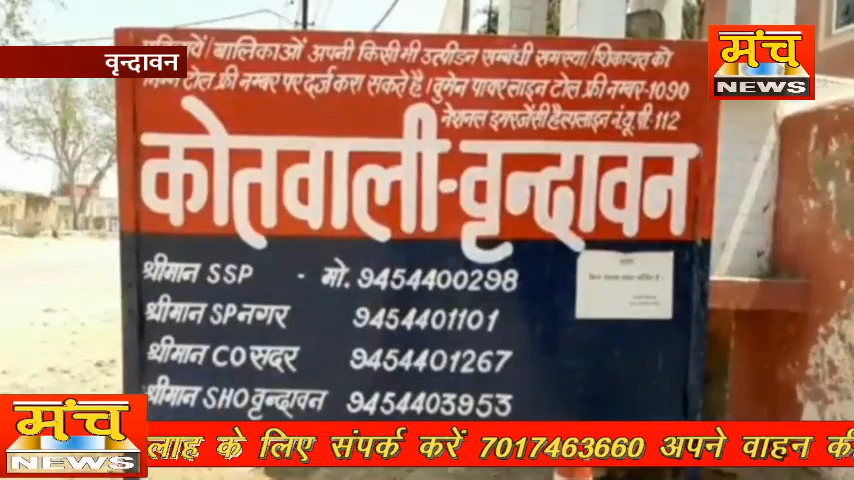 महिलायें/बालिकाओं अपनी किसी भी उत्पीडन सम्बंधी समस्या/शिकायत को
निम्न टोल फ्री नम्बर पर दर्ज करा सकते है। वुमेन पावर लाइन टोल फ्री नम्बर-1090
नेशनल इमरजेंसी हैल्पलाइन नं.यू.पी-112
कोतवाली-वृन्दावन
श्रीमान SSP - मो. 9454400298
श्रीमान SP नगर 9454401101
श्रीमान CO सदर 9454401267
श्रीमान SHO वृन्दावन 9454403953
वृन्दावन
मंच
NEWS
मंच
NEWS
लाह के लिए संपर्क करें 7017463660 अपने वाहन की